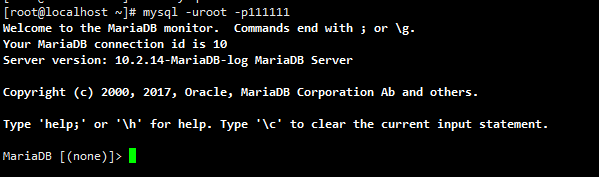 [root@localhost ~]# mysql -uroot -p111111
Welcome to the MariaDB monitor.  Commands end with ; or \g.
Your MariaDB connection id is 10
Server version: 10.2.14-MariaDB-log MariaDB Server
Copyright (c) 2000, 2017, Oracle, MariaDB Corporation Ab and others.
Type 'help;' or '\h' for help. Type '\c' to clear the current input statement.
MariaDB [(none)]>